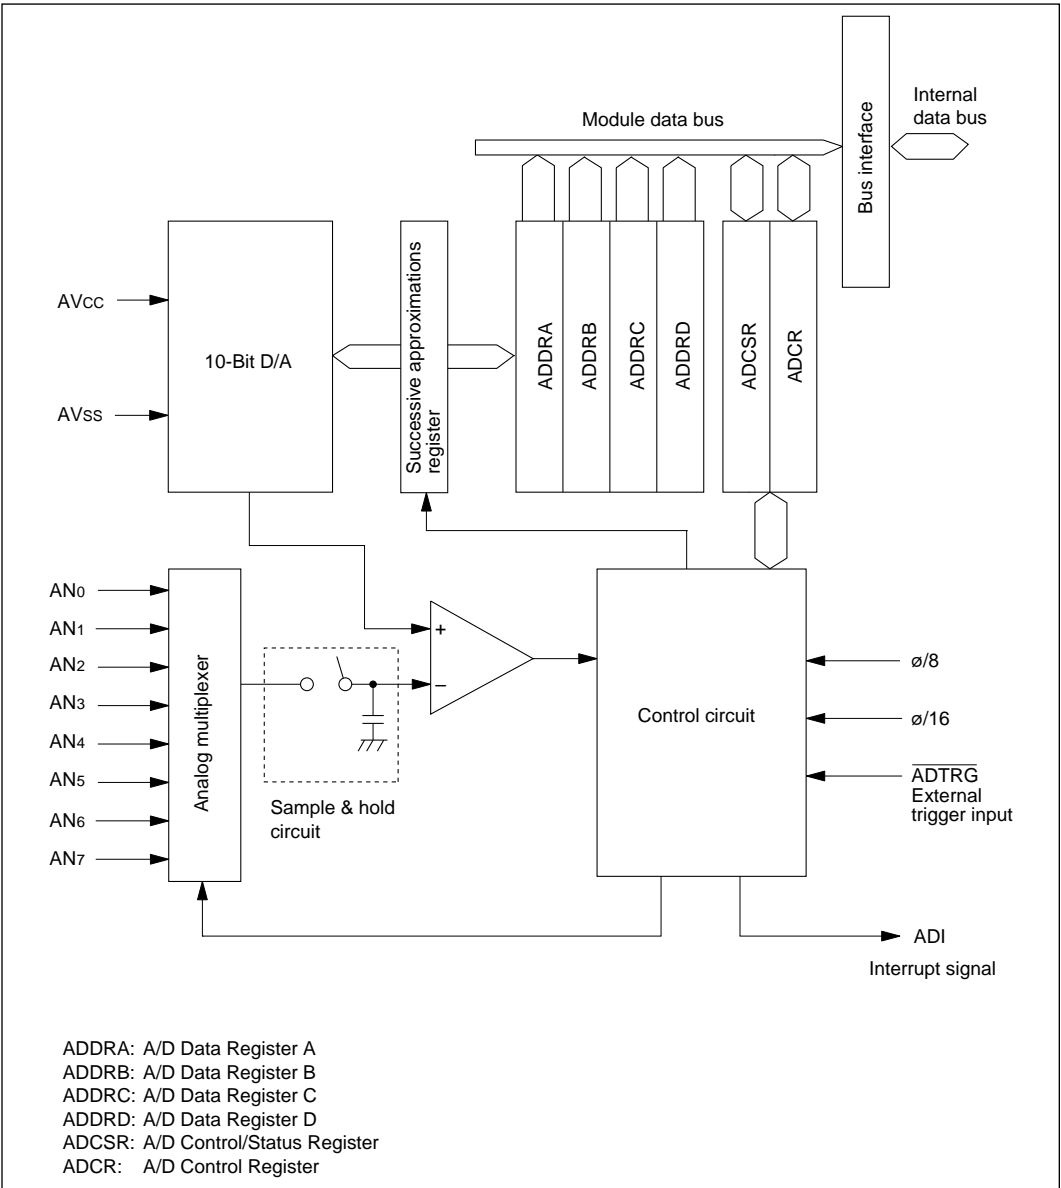 Module data bus
Internal
data bus
Bus interface
AVCC
AVSS
10-Bit D/A
Successive approximations
register
ADDRA
ADDRB
ADDRC
ADDRD
ADCSR
ADCR
AN0
AN1
AN2
AN3
AN4
AN5
AN6
AN7
Analog multiplexer
+
−
Sample & hold
circuit
Control circuit
ø/8
ø/16
ADTRG
External
trigger input
ADI
Interrupt signal
ADDRA: A/D Data Register A
ADDRB: A/D Data Register B
ADDRC: A/D Data Register C
ADDRD: A/D Data Register D
ADCSR: A/D Control/Status Register
ADCR: A/D Control Register